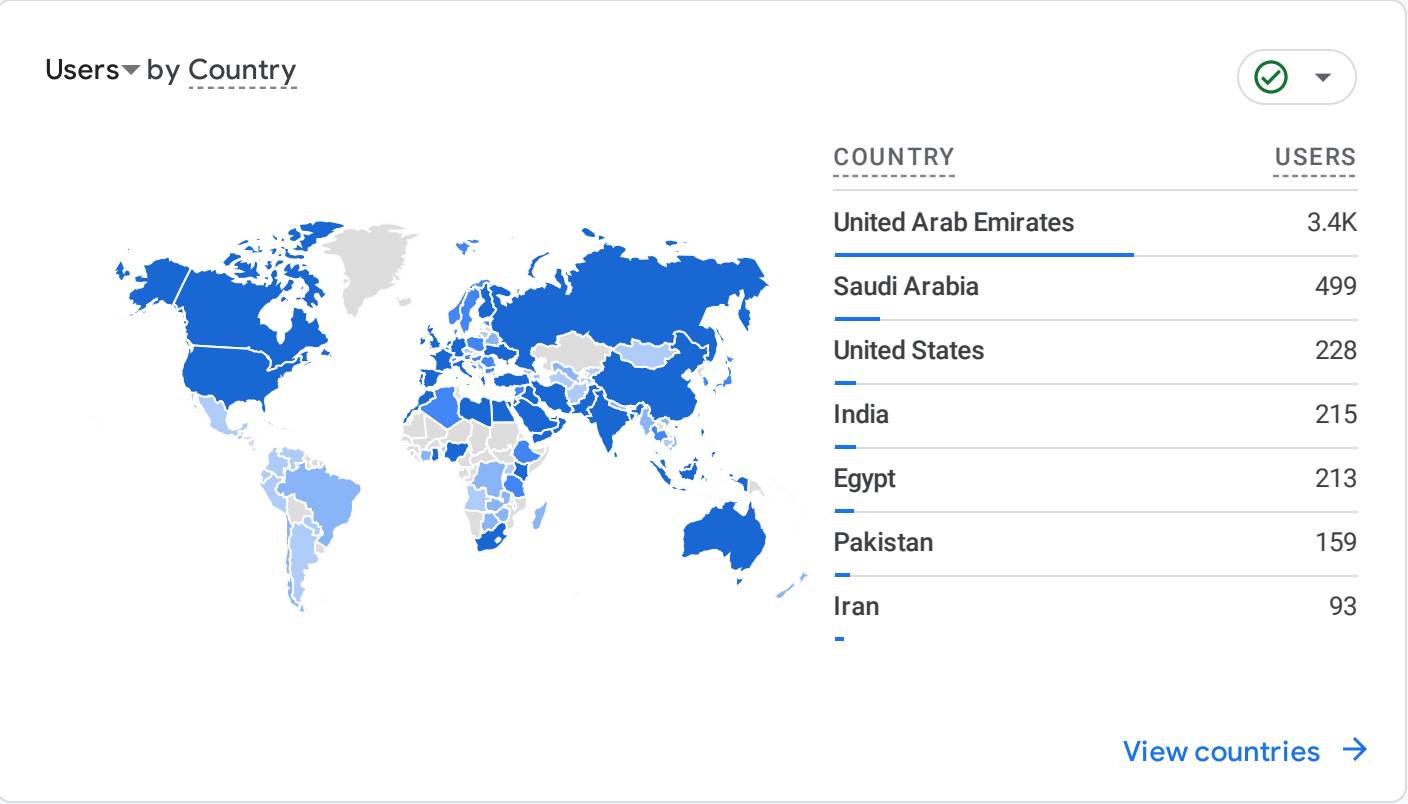 Users by Country
COUNTRY USERS
United Arab Emirates 3.4K
Saudi Arabia 499
United States 228
India 215
Egypt 213
Pakistan 159
Iran 93
View countries